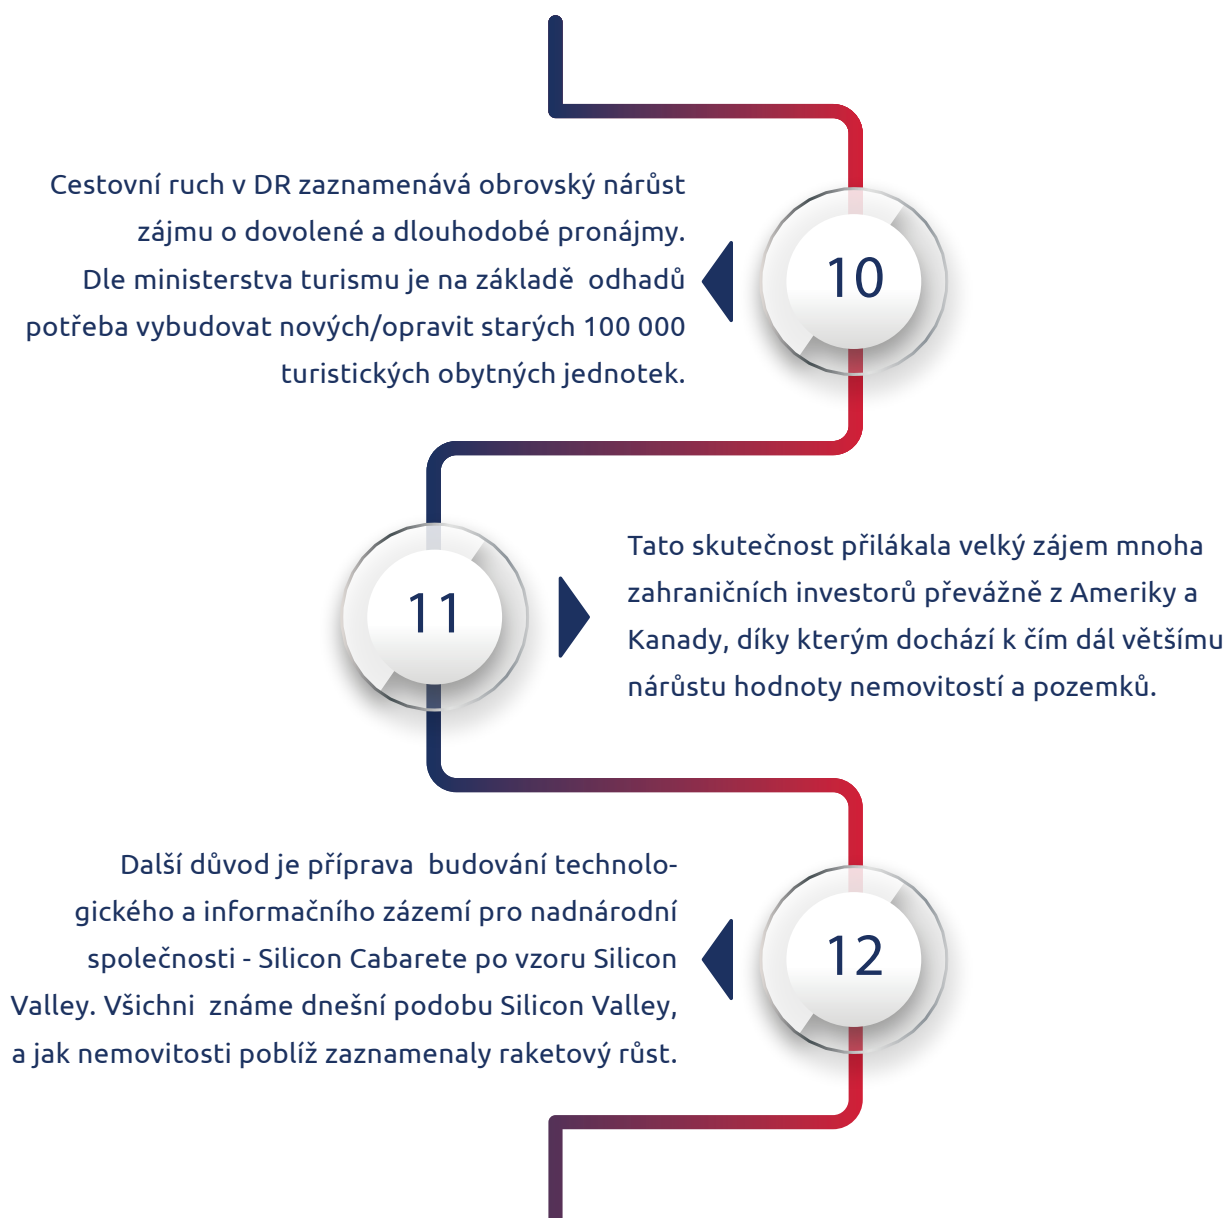 Cestovní ruch v DR zaznamenává obrovský nárůst
zájmu o dovolené a dlouhodobé pronájmy.
Dle ministerstva turismu je na základě  odhadů
potřeba vybudovat nových/opravit starých 100 000
turistických obytných jednotek.
10
11
Tato skutečnost přilákala velký zájem mnoha
zahraničních investorů převážně z Ameriky a
Kanady, díky kterým dochází k čím dál většímu
nárůstu hodnoty nemovitostí a pozemků.
Další důvod je příprava  budování technolo-
gického a informačního zázemí pro nadnárodní
společnosti - Silicon Cabarete po vzoru Silicon
Valley. Všichni  známe dnešní podobu Silicon Valley,
a jak nemovitosti poblíž zaznamenaly raketový růst.
12